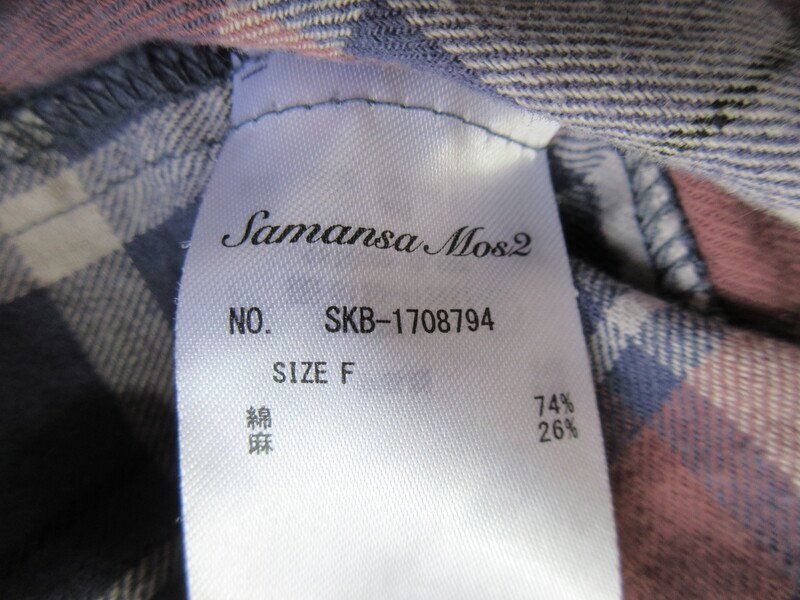 Samansa Mos2
NO. SKB-1708794
SIZE F
綿 74%
麻 26%